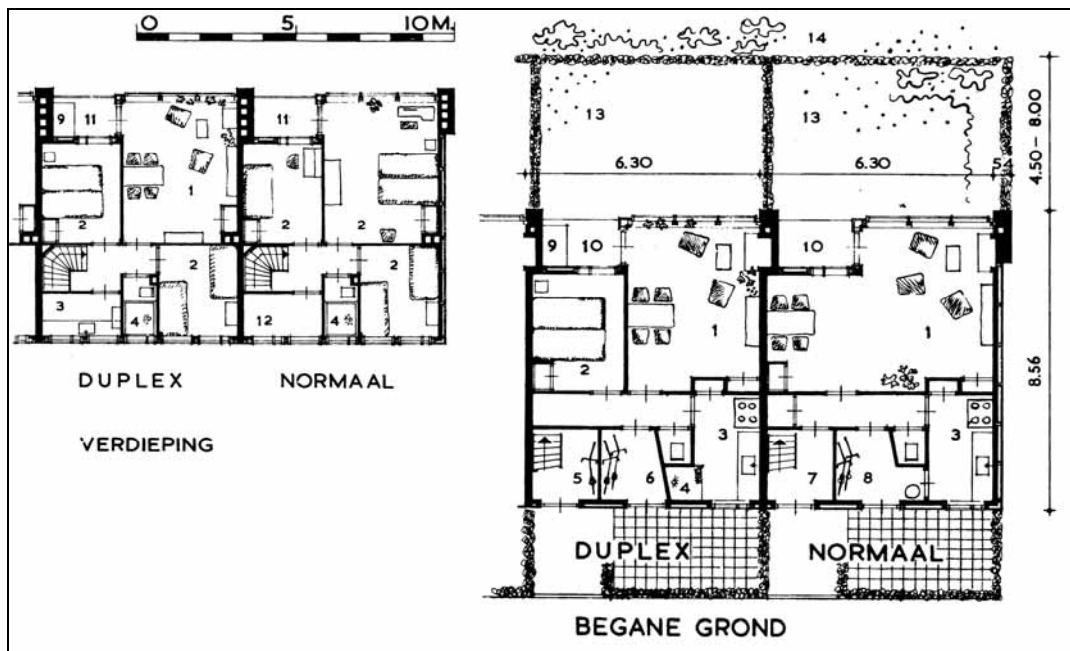 0 5 10 M.
9 11 11
1
2 2 2
2 2
3 4 12 4
DUPLEX NORMAAL
VERDIEPING
14
13 13
6.30 6.30 54
4.50 – 8.00
9 10 10
1 1
2
8.56
3 3
5 6 4 7 8
DUPLEX NORMAAL
BEGANE GROND